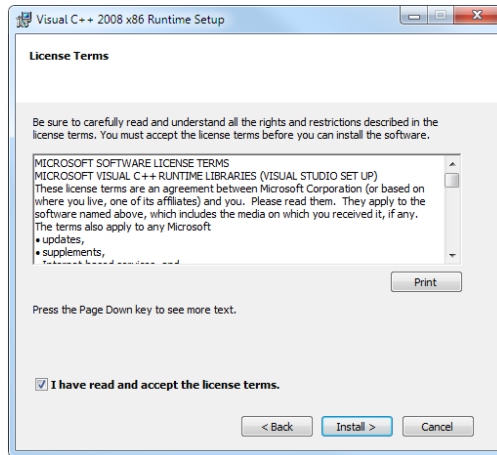 Visual C++ 2008 x86 Runtime Setup
License Terms
Be sure to carefully read and understand all the rights and restrictions described in the
license terms. You must accept the license terms before you can install the software.
MICROSOFT SOFTWARE LICENSE TERMS
MICROSOFT VISUAL C++ RUNTIME LIBRARIES (VISUAL STUDIO SET UP)
These license terms are an agreement between Microsoft Corporation (or based on
where you live, one of its affiliates) and you. Please read them. They apply to the
software named above, which includes the media on which you received it, if any.
The terms also apply to any Microsoft
• updates,
• supplements,
• Internet-based services, and
Print
Press the Page Down key to see more text.
I have read and accept the license terms.
< Back
Install >
Cancel